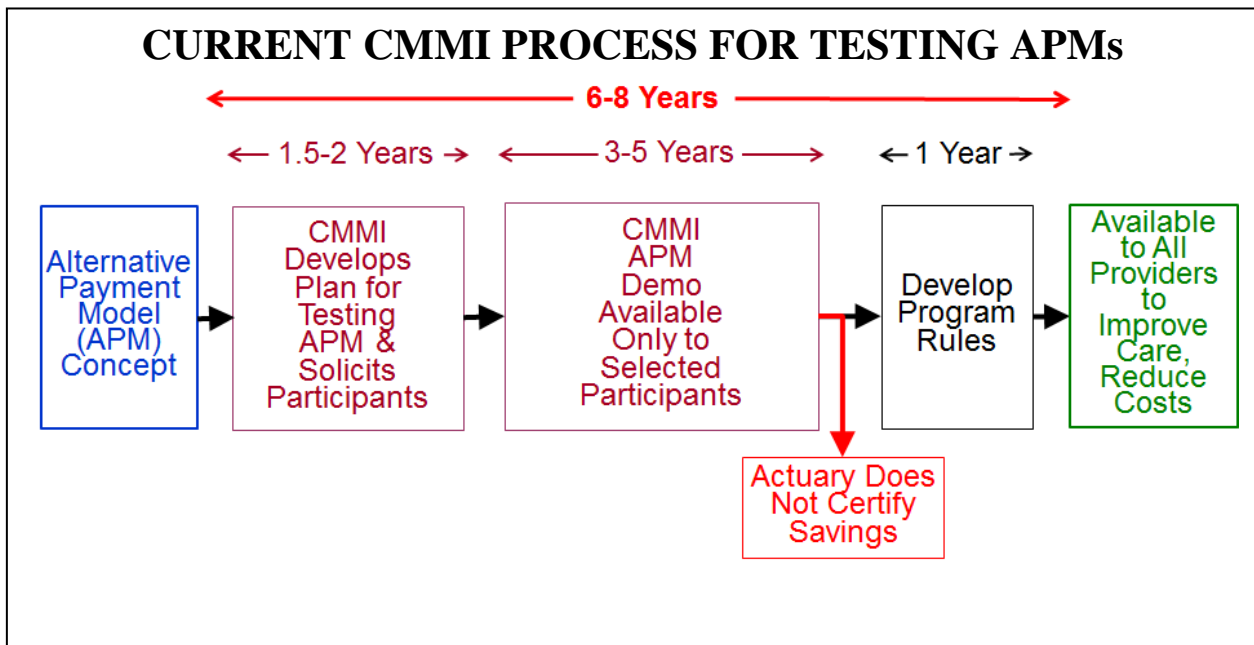 CURRENT CMMI PROCESS FOR TESTING APMs
6-8 Years
1.5-2 Years
3-5 Years
1 Year
Alternative
Payment
Model
(APM)
Concept
CMMI
Develops
Plan for
Testing
APM &
Solicits
Participants
CMMI
APM
Demo
Available
Only to
Selected
Participants
Develop
Program
Rules
Available
to All
Providers
to
Improve
Care,
Reduce
Costs
Actuary Does
Not Certify
Savings